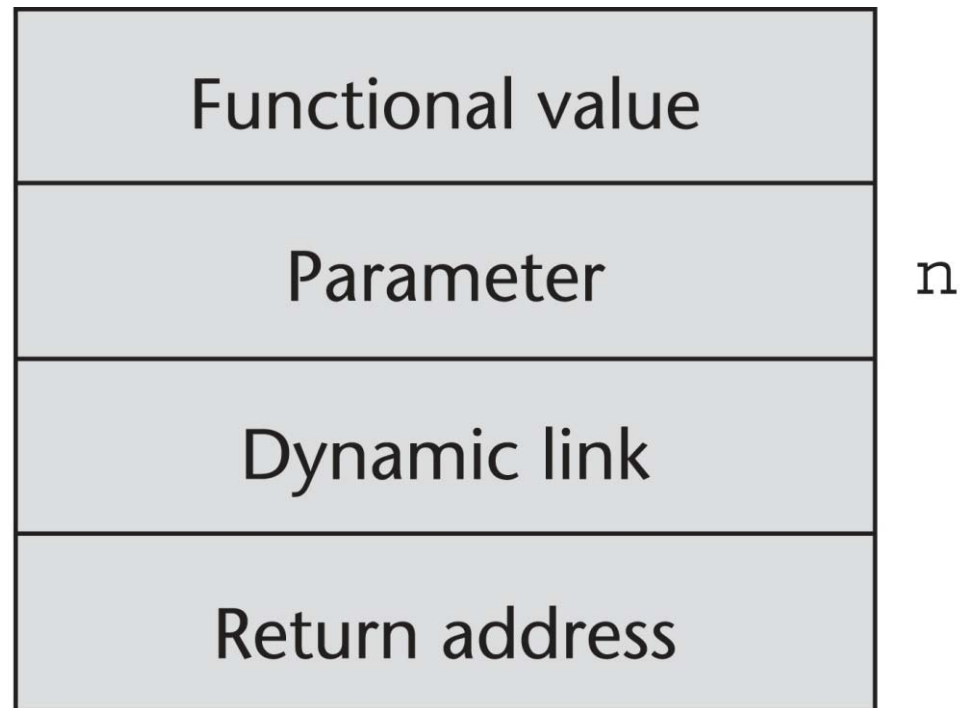 Functional value
Parameter n
Dynamic link
Return address